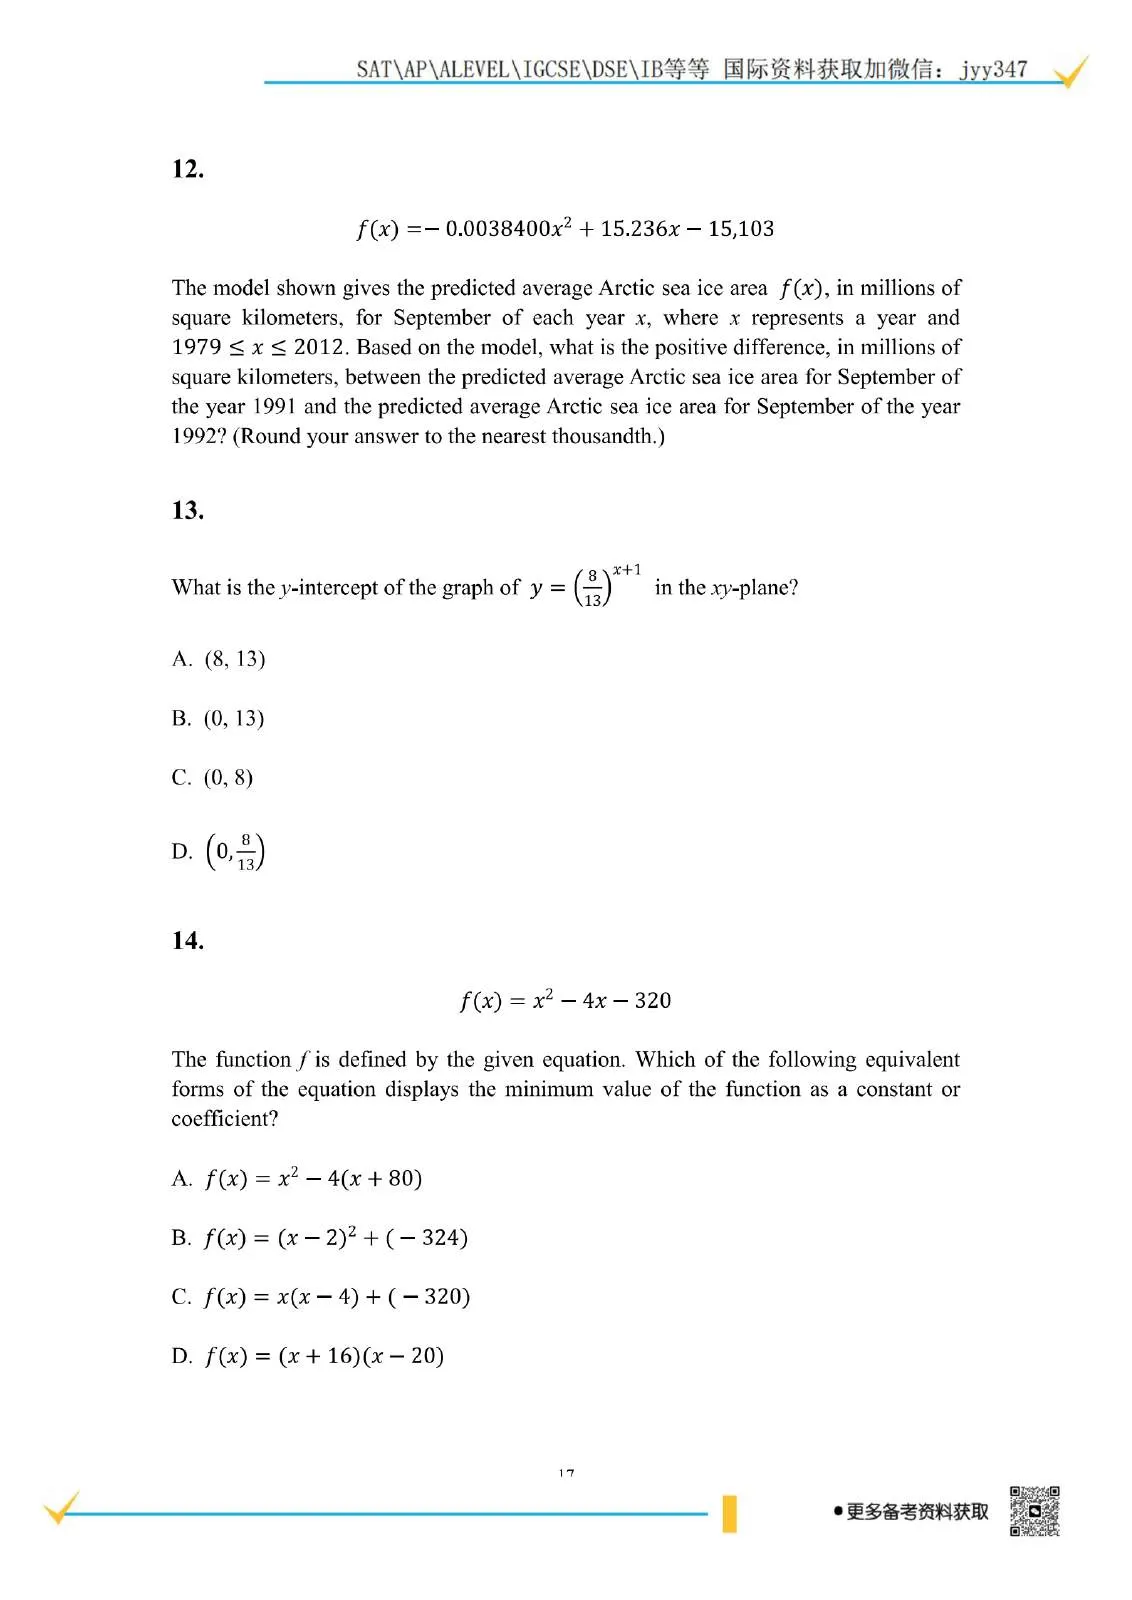 SAT\AP\ALEVEL\IGCSE\DSE\IB等等 国际资料获取加微信：jyy347
12.
f(x) =− 0.0038400x² + 15.236x − 15,103
The model shown gives the predicted average Arctic sea ice area f(x), in millions of
square kilometers, for September of each year x, where x represents a year and
1979 ≤ x ≤ 2012. Based on the model, what is the positive difference, in millions of
square kilometers, between the predicted average Arctic sea ice area for September of
the year 1991 and the predicted average Arctic sea ice area for September of the year
1992? (Round your answer to the nearest thousandth.)
13.
What is the y-intercept of the graph of y = (8/13)^(x+1) in the xy-plane?
A. (8, 13)
B. (0, 13)
C. (0, 8)
D. (0, 8/13)
14.
f(x) = x² − 4x − 320
The function f is defined by the given equation. Which of the following equivalent
forms of the equation displays the minimum value of the function as a constant or
coefficient?
A. f(x) = x² − 4(x + 80)
B. f(x) = (x − 2)² + ( − 324)
C. f(x) = x(x − 4) + ( − 320)
D. f(x) = (x + 16)(x − 20)
17
•更多备考资料获取